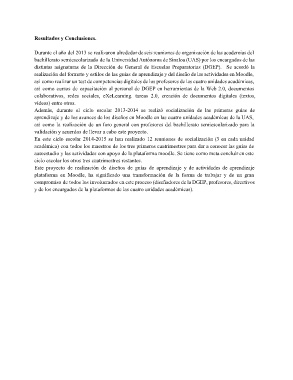 Resultados y Conclusiones.
Durante el año del 2013 se realizaron alrededor de seis reuniones de organización de las academias del
bachillerato semiescolarizado de la Universidad Autónoma de Sinaloa (UAS) por los encargados de las
distintas asignaturas de la Dirección General de Escuelas Preparatorias (DGEP). Se acordó la
realización del formato y estilos de las guías de aprendizaje y del diseño de las actividades en Moodle,
así como realizar un test de competencias digitales de los profesores de las cuatro unidades académicas,
así como cursos de capacitación al personal de DGEP en herramientas de la Web 2.0, documentos
colaborativos, redes sociales, eXeLearning, tareas 2.0, creación de documentos digitales (textos,
videos) entre otros.
Además, durante el ciclo escolar 2013-2014 se realizó socialización de las primeras guías de
aprendizaje y de los avances de los diseños en Moodle en las cuatro unidades académicas de la UAS,
así como la realización de un foro general con profesores del bachillerato semiescolarizado para la
validación y acuerdos de llevar a cabo este proyecto.
En este ciclo escolar 2014-2015 se han realizado 12 reuniones de socialización (3 en cada unidad
académica) con todos los maestros de los tres primeros cuatrimestres para dar a conocer las guías de
aprendizaje y las actividades con apoyo de la plataforma moodle. Se tiene como meta concluir en este
ciclo escolar los otros tres cuatrimestres restantes.
Este proyecto de realización de diseños de guías de aprendizaje y de actividades de aprendizaje
plataforma en Moodle, ha significado una transformación de la forma de trabajar y de un gran
compromiso de todos los involucrados en este proceso (diseñadores de la DGEP, profesores, directivos
y de los encargados de la plataformas de las cuatro unidades académicas).